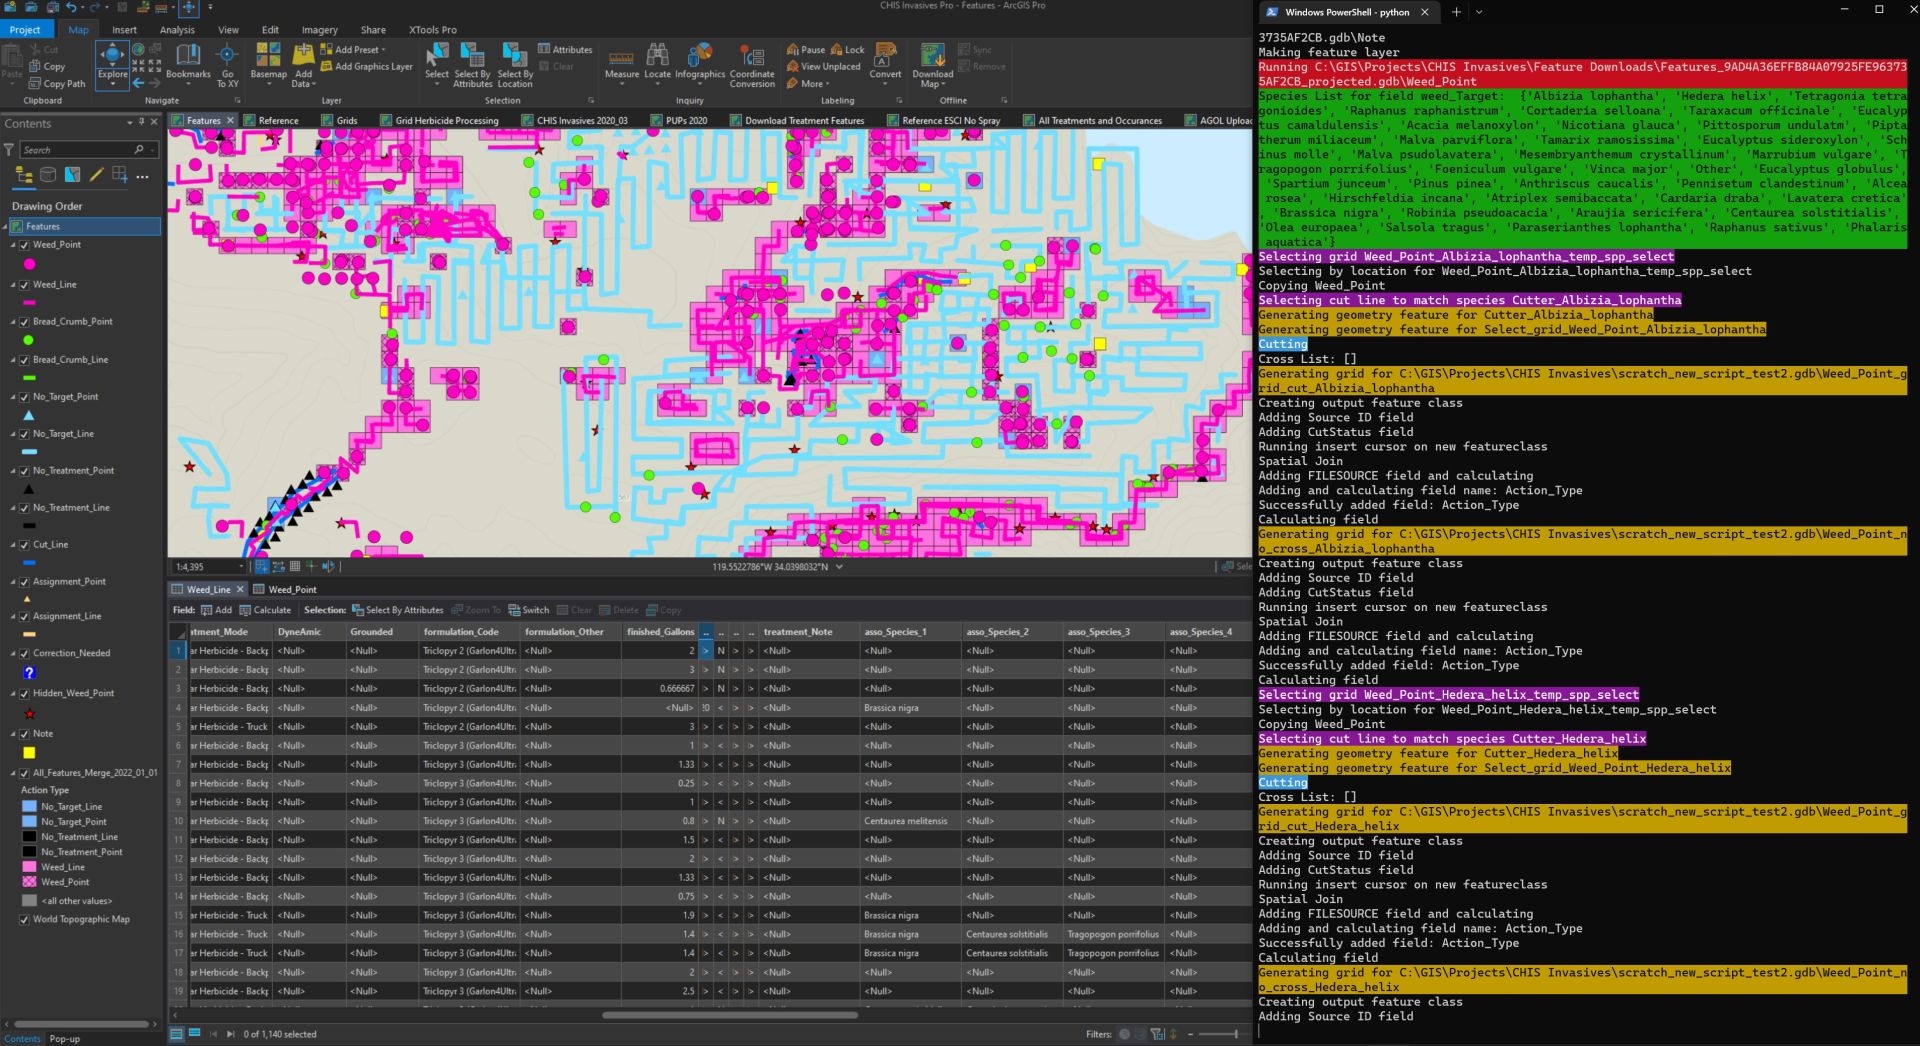 CHIS Invasives Pro - Features - ArcGIS Pro
Project Map Insert Analysis View Edit Imagery Share XTools Pro
Paste Cut Copy Copy Path Clipboard
Explore Bookmarks Go To XY Navigate
Basemap Add Data Add Preset Add Graphics Layer Layer
Select Select By Attributes Select By Location Attributes Clear Selection
Measure Locate Infographics Coordinate Conversion Inquiry
Pause Lock View Unplaced More Convert Labeling
Download Map Sync Remove Offline
Contents
Search
Drawing Order
Features
Weed_Point
Weed_Line
Bread_Crumb_Point
Bread_Crumb_Line
No_Target_Point
No_Target_Line
No_Treatment_Point
No_Treatment_Line
Cut_Line
Assignment_Point
Assignment_Line
Correction_Needed
?
Hidden_Weed_Point
Note
All_Features_Merge_2022_01_01
Action Type
No_Target_Line
No_Target_Point
No_Treatment_Line
No_Treatment_Point
Weed_Line
Weed_Point
<all other values>
World Topographic Map
Contents Pop-up
Features Reference Grids Grid Herbicide Processing CHIS Invasives 2020_03 PUPs 2020 Download Treatment Features Reference ESCI No Spray All Treatments and Occurances AGOL Upload
1:4,395 119.5522786°W 34.0398032°N Sele
Weed_Line Weed_Point
Field: Add Calculate Selection: Select By Attributes Zoom To Switch Clear Delete Copy
atment_Mode DyneAmic Grounded formulation_Code formulation_Other finished_Gallons .. .. .. .. treatment_Note asso_Species_1 asso_Species_2 asso_Species_3 asso_Species_4
1 ar Herbicide - Backp <Null> <Null> Triclopyr 2 (Garlon4Ultr <Null> 2 > N > > <Null> <Null> <Null> <Null> <Null>
2 ar Herbicide - Backp <Null> <Null> Triclopyr 2 (Garlon4Ultr <Null> 3 > N > > <Null> <Null> <Null> <Null> <Null>
3 ar Herbicide - Backp <Null> <Null> Triclopyr 2 (Garlon4Ultr <Null> 0.666667 > N > > <Null> <Null> <Null> <Null> <Null>
4 ar Herbicide - Backp <Null> <Null> Triclopyr 2 (Garlon4Ultr <Null> <Null> !0 < > > <Null> Brassica nigra <Null> <Null> <Null>
5 ar Herbicide - Truck <Null> <Null> Triclopyr 2 (Garlon4Ultr <Null> 3 > < > > <Null> <Null> <Null> <Null> <Null>
6 ar Herbicide - Backp <Null> <Null> Triclopyr 3 (Garlon4Ultr <Null> 1 > < > > <Null> <Null> <Null> <Null> <Null>
7 ar Herbicide - Backp <Null> <Null> Triclopyr 3 (Garlon4Ultr <Null> 1.33 > < > > <Null> <Null> <Null> <Null> <Null>
8 ar Herbicide - Backp <Null> <Null> Triclopyr 3 (Garlon4Ultr <Null> 0.25 > < > > <Null> <Null> <Null> <Null> <Null>
9 ar Herbicide - Backp <Null> <Null> Triclopyr 3 (Garlon4Ultr <Null> 1 > < > > <Null> <Null> <Null> <Null> <Null>
10 ar Herbicide - Backp <Null> <Null> Triclopyr 3 (Garlon4Ultr <Null> 0.8 > N > > <Null> Centaurea melitensis <Null> <Null> <Null>
11 ar Herbicide - Backp <Null> <Null> Triclopyr 3 (Garlon4Ultr <Null> 1.5 > < > > <Null> <Null> <Null> <Null> <Null>
12 ar Herbicide - Backp <Null> <Null> Triclopyr 3 (Garlon4Ultr <Null> 2 > < > > <Null> <Null> <Null> <Null> <Null>
13 ar Herbicide - Backp <Null> <Null> Triclopyr 3 (Garlon4Ultr <Null> 1.33 > < > > <Null> <Null> <Null> <Null> <Null>
14 ar Herbicide - Backp <Null> <Null> Triclopyr 3 (Garlon4Ultr <Null> 0.75 > < > > <Null> <Null> <Null> <Null> <Null>
15 ar Herbicide - Truck <Null> <Null> Triclopyr 3 (Garlon4Ultr <Null> 1.9 > < > > <Null> Brassica nigra <Null> <Null> <Null>
16 ar Herbicide - Truck <Null> <Null> Triclopyr 3 (Garlon4Ultr <Null> 1.4 > < > > <Null> Brassica nigra Centaurea solstitialis Tragopogon porrifolius <Null>
17 ar Herbicide - Truck <Null> <Null> Triclopyr 3 (Garlon4Ultr <Null> 1.4 > < > > <Null> Brassica nigra Centaurea solstitialis Tragopogon porrifolius <Null>
18 ar Herbicide - Backp <Null> <Null> Triclopyr 3 (Garlon4Ultr <Null> 2 > < > > <Null> <Null> <Null> <Null> <Null>
19 ar Herbicide - Backp <Null> <Null> Triclopyr 3 (Garlon4Ultr <Null> 2.5 > < > > <Null> <Null> <Null> <Null> <Null>
0 of 1,140 selected Filters:
Windows PowerShell - python
3735AF2CB.gdb\Note
Making feature layer
Running C:\GIS\Projects\CHIS Invasives\Feature Downloads\Features_9AD4A36EFFB84A07925FE96373
5AF2CB_projected.gdb\Weed_Point
Species List for field weed_Target: {'Albizia lophantha', 'Hedera helix', 'Tetragonia tetra
gonioides', 'Raphanus raphanistrum', 'Cortaderia selloana', 'Taraxacum officinale', 'Eucalyp
tus camaldulensis', 'Acacia melanoxylon', 'Nicotiana glauca', 'Pittosporum undulatm', 'Pipta
therum miliaceum', 'Malva parviflora', 'Tamarix ramosissima', 'Eucalyptus sideroxylon', 'Sch
inus molle', 'Malva psudolavatera', 'Mesembryanthemum crystallinum', 'Marrubium vulgare', 'T
ragopogon porrifolius', 'Foeniculum vulgare', 'Vinca major', 'Other', 'Eucalyptus globulus',
'Spartium junceum', 'Pinus pinea', 'Anthriscus caucalis', 'Pennisetum clandestinum', 'Alcea
rosea', 'Hirschfeldia incana', 'Atriplex semibaccata', 'Cardaria draba', 'Lavatera cretica'
, 'Brassica nigra', 'Robinia pseudoacacia', 'Araujia sericifera', 'Centaurea solstitialis',
'Olea europaea', 'Salsola tragus', 'Paraserianthes lophantha', 'Raphanus sativus', 'Phalaris
aquatica'}
Selecting grid Weed_Point_Albizia_lophantha_temp_spp_select
Selecting by location for Weed_Point_Albizia_lophantha_temp_spp_select
Copying Weed_Point
Selecting cut line to match species Cutter_Albizia_lophantha
Generating geometry feature for Cutter_Albizia_lophantha
Generating geometry feature for Select_grid_Weed_Point_Albizia_lophantha
Cutting
Cross List: []
Generating grid for C:\GIS\Projects\CHIS Invasives\scratch_new_script_test2.gdb\Weed_Point_g
rid_cut_Albizia_lophantha
Creating output feature class
Adding Source ID field
Adding CutStatus field
Running insert cursor on new featureclass
Spatial Join
Adding FILESOURCE field and calculating
Adding and calculating field name: Action_Type
Successfully added field: Action_Type
Calculating field
Generating grid for C:\GIS\Projects\CHIS Invasives\scratch_new_script_test2.gdb\Weed_Point_n
o_cross_Albizia_lophantha
Creating output feature class
Adding Source ID field
Adding CutStatus field
Running insert cursor on new featureclass
Spatial Join
Adding FILESOURCE field and calculating
Adding and calculating field name: Action_Type
Successfully added field: Action_Type
Calculating field
Selecting grid Weed_Point_Hedera_helix_temp_spp_select
Selecting by location for Weed_Point_Hedera_helix_temp_spp_select
Copying Weed_Point
Selecting cut line to match species Cutter_Hedera_helix
Generating geometry feature for Cutter_Hedera_helix
Generating geometry feature for Select_grid_Weed_Point_Hedera_helix
Cutting
Cross List: []
Generating grid for C:\GIS\Projects\CHIS Invasives\scratch_new_script_test2.gdb\Weed_Point_g
rid_cut_Hedera_helix
Creating output feature class
Adding Source ID field
Adding CutStatus field
Running insert cursor on new featureclass
Spatial Join
Adding FILESOURCE field and calculating
Adding and calculating field name: Action_Type
Successfully added field: Action_Type
Calculating field
Generating grid for C:\GIS\Projects\CHIS Invasives\scratch_new_script_test2.gdb\Weed_Point_n
o_cross_Hedera_helix
Creating output feature class
Adding Source ID field